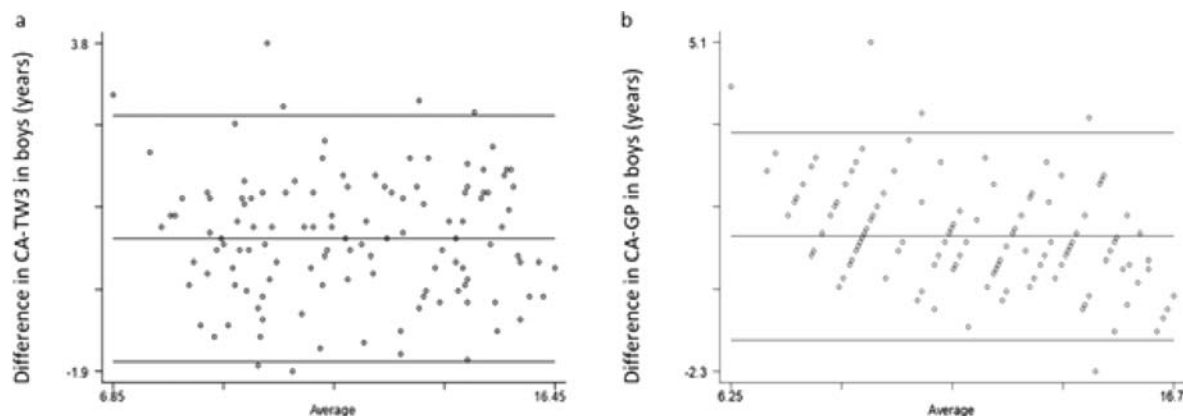 a
Difference in CA-TW3 in boys (years)
3.8
-1.9
6.85
16.45
Average
b
Difference in CA-GP in boys (years)
5.1
-2.3
6.25
16.7
Average